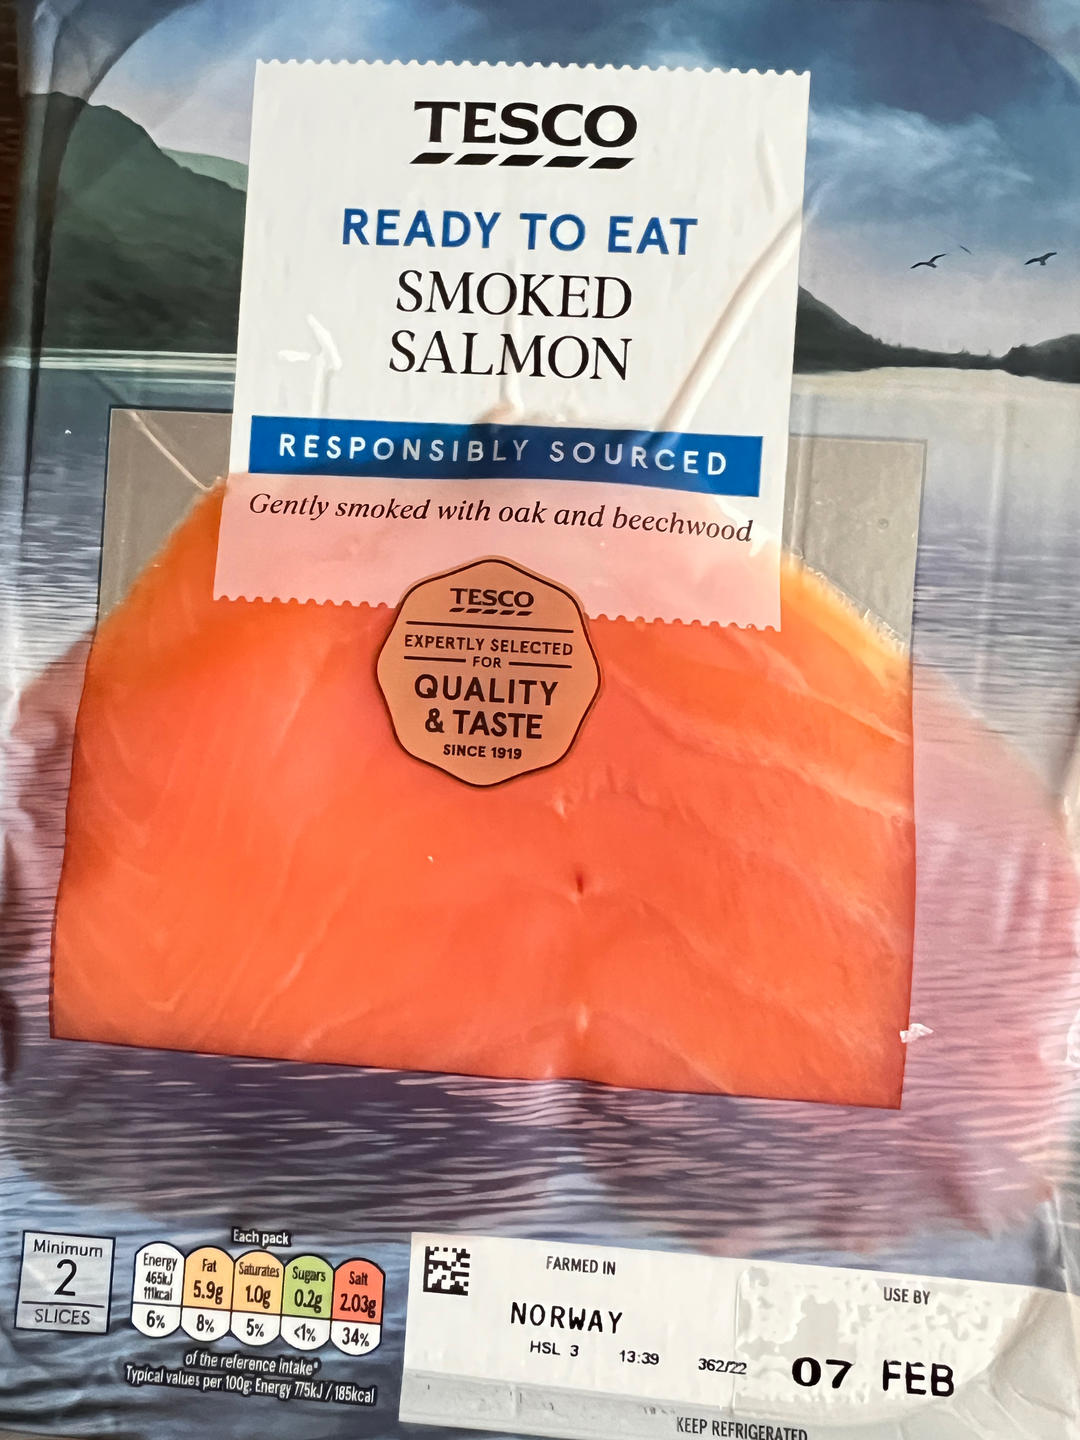 TESCO
READY TO EAT
SMOKED
SALMON
RESPONSIBLY SOURCED
Gently smoked with oak and beechwood
TESCO
EXPERTLY SELECTED
FOR
QUALITY
& TASTE
SINCE 1919
Minimum
2
SLICES
Each pack
Energy
465kJ
111kcal
6%
Fat
5.9g
8%
Saturates
1.0g
5%
Sugars
0.2g
<1%
Salt
2.03g
34%
of the reference intake*
Typical values per 100g: Energy 775kJ / 185kcal
FARMED IN
NORWAY
HSL 3 13:39 362/22
USE BY
07 FEB
KEEP REFRIGERATED